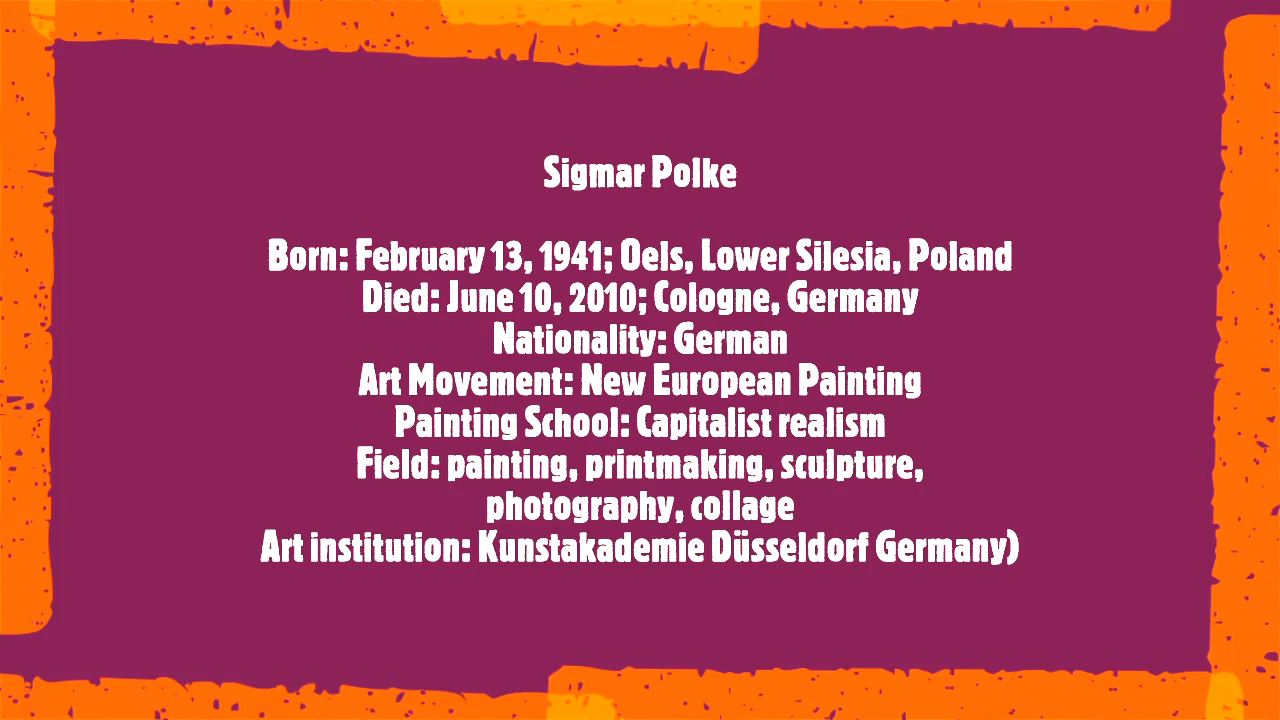 Sigmar Polke
Born: February 13, 1941; Oels, Lower Silesia, Poland
Died: June 10, 2010; Cologne, Germany
Nationality: German
Art Movement: New European Painting
Painting School: Capitalist realism
Field: painting, printmaking, sculpture,
photography, collage
Art institution: Kunstakademie Düsseldorf Germany)